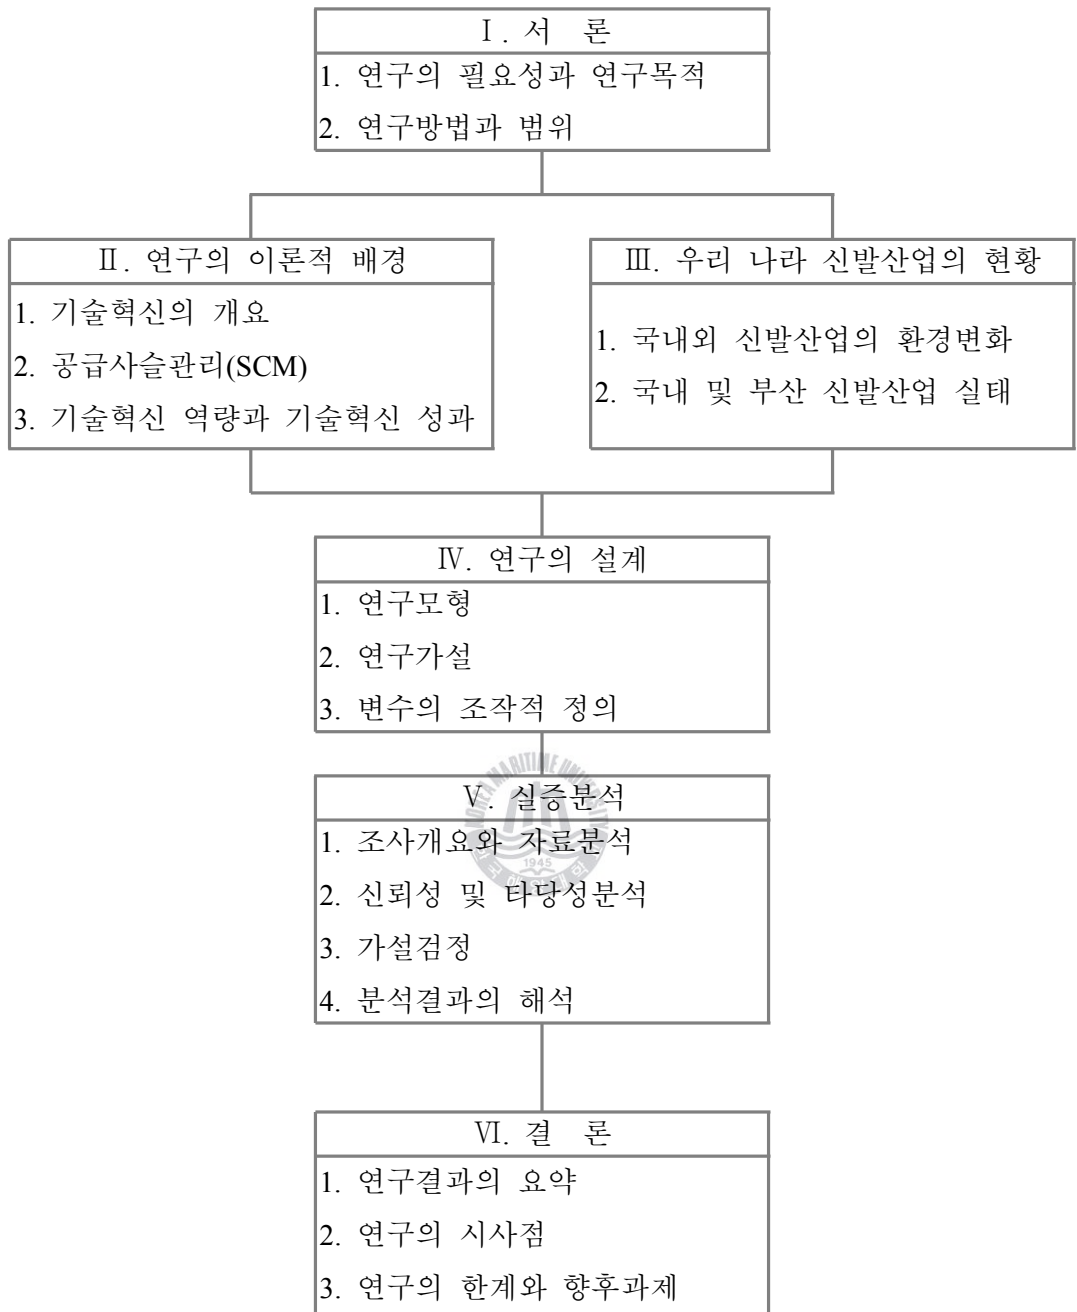 Ⅰ. 서 론
1. 연구의 필요성과 연구목적
2. 연구방법과 범위
Ⅱ. 연구의 이론적 배경
1. 기술혁신의 개요
2. 공급사슬관리(SCM)
3. 기술혁신 역량과 기술혁신 성과
Ⅲ. 우리 나라 신발산업의 현황
1. 국내외 신발산업의 환경변화
2. 국내 및 부산 신발산업 실태
Ⅳ. 연구의 설계
1. 연구모형
2. 연구가설
3. 변수의 조작적 정의
Ⅴ. 실증분석
1. 조사개요와 자료분석
2. 신뢰성 및 타당성분석
3. 가설검정
4. 분석결과의 해석
KOREA MARITIME UNIVERSITY
1945
Ⅵ. 결 론
1. 연구결과의 요약
2. 연구의 시사점
3. 연구의 한계와 향후과제